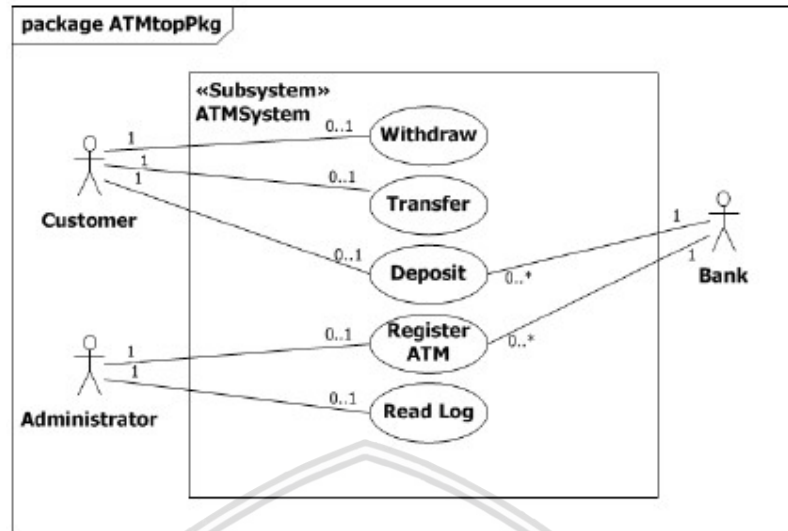 package ATMtopPkg
«Subsystem»
ATMSystem
1
0..1
Withdraw
1
0..1
Transfer
1
Customer
0..1
Deposit
0..*
1
1
Bank
1
0..1
Register
ATM
0..*
1
0..1
Read Log
Administrator